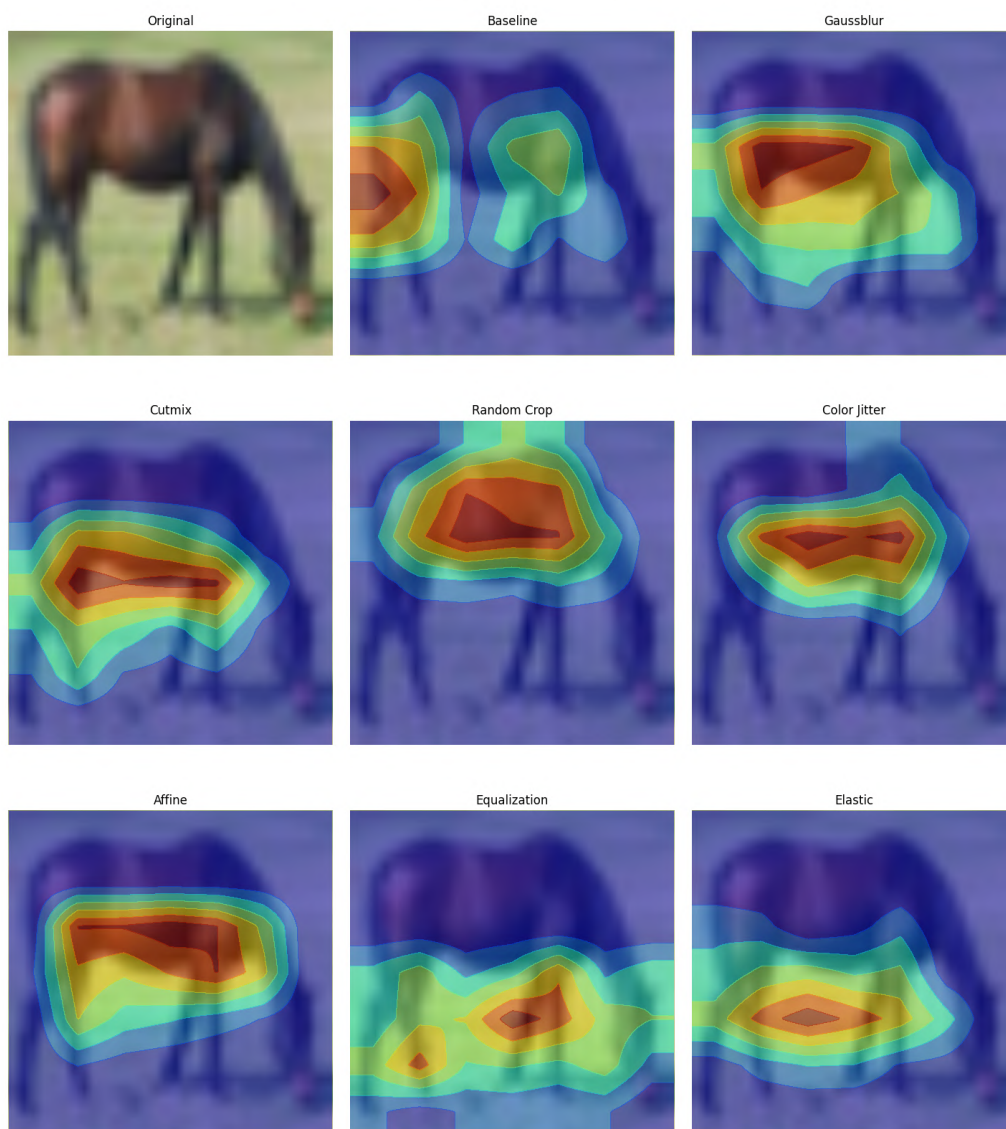 Original
Baseline
Gaussblur
Cutmix
Random Crop
Color Jitter
Affine
Equalization
Elastic